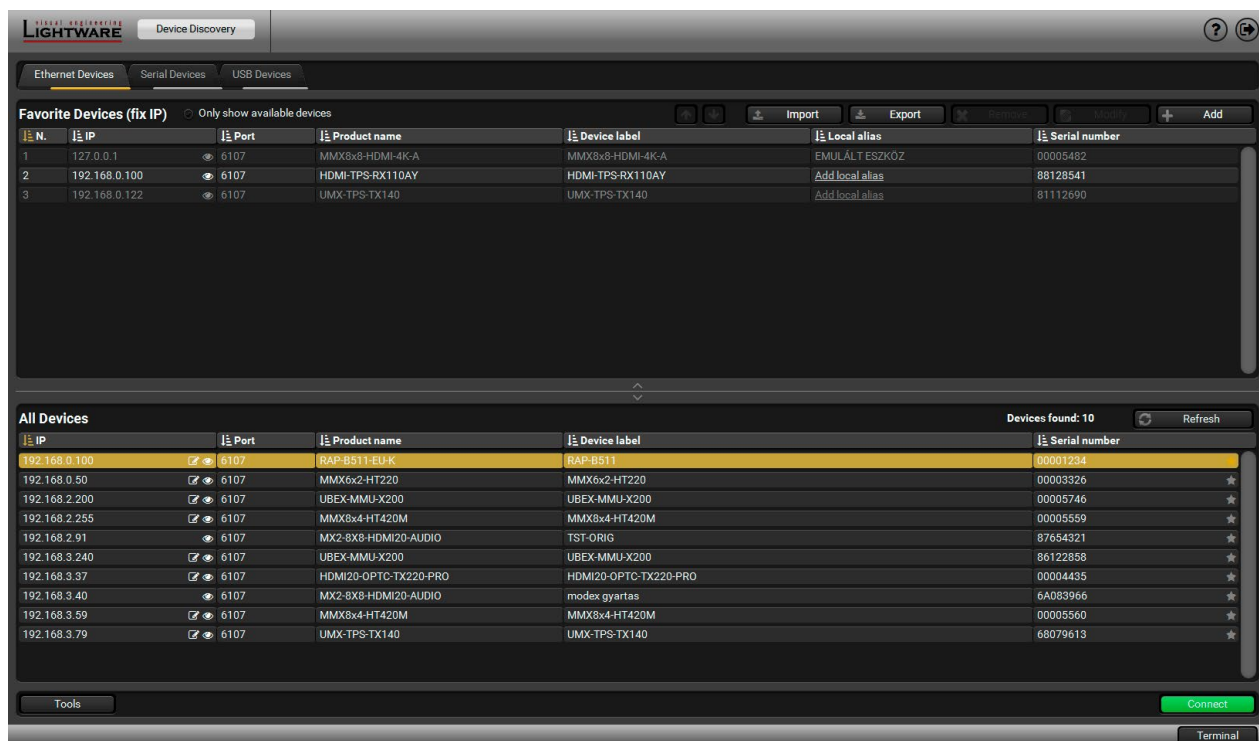 visual engineering
LIGHTWARE Device Discovery ?
Ethernet Devices Serial Devices USB Devices
Favorite Devices (fix IP) Only show available devices Import Export Remove Modify Add
N. IP Port Product name Device label Local alias Serial number
1 127.0.0.1 6107 MMX8x8-HDMI-4K-A MMX8x8-HDMI-4K-A EMULÁLT ESZKÖZ 00005482
2 192.168.0.100 6107 HDMI-TPS-RX110AY HDMI-TPS-RX110AY Add local alias 88128541
3 192.168.0.122 6107 UMX-TPS-TX140 UMX-TPS-TX140 Add local alias 81112690
All Devices Devices found: 10 Refresh
IP Port Product name Device label Serial number
192.168.0.100 6107 RAP-B511-EU-K RAP-B511 00001234
192.168.0.50 6107 MMX6x2-HT220 MMX6x2-HT220 00003326
192.168.2.200 6107 UBEX-MMU-X200 UBEX-MMU-X200 00005746
192.168.2.255 6107 MMX8x4-HT420M MMX8x4-HT420M 00005559
192.168.2.91 6107 MX2-8X8-HDMI20-AUDIO TST-ORIG 87654321
192.168.3.240 6107 UBEX-MMU-X200 UBEX-MMU-X200 86122858
192.168.3.37 6107 HDMI20-OPTC-TX220-PRO HDMI20-OPTC-TX220-PRO 00004435
192.168.3.40 6107 MX2-8X8-HDMI20-AUDIO modex gyartas 6A083966
192.168.3.59 6107 MMX8x4-HT420M MMX8x4-HT420M 00005560
192.168.3.79 6107 UMX-TPS-TX140 UMX-TPS-TX140 68079613
Tools Connect
Terminal